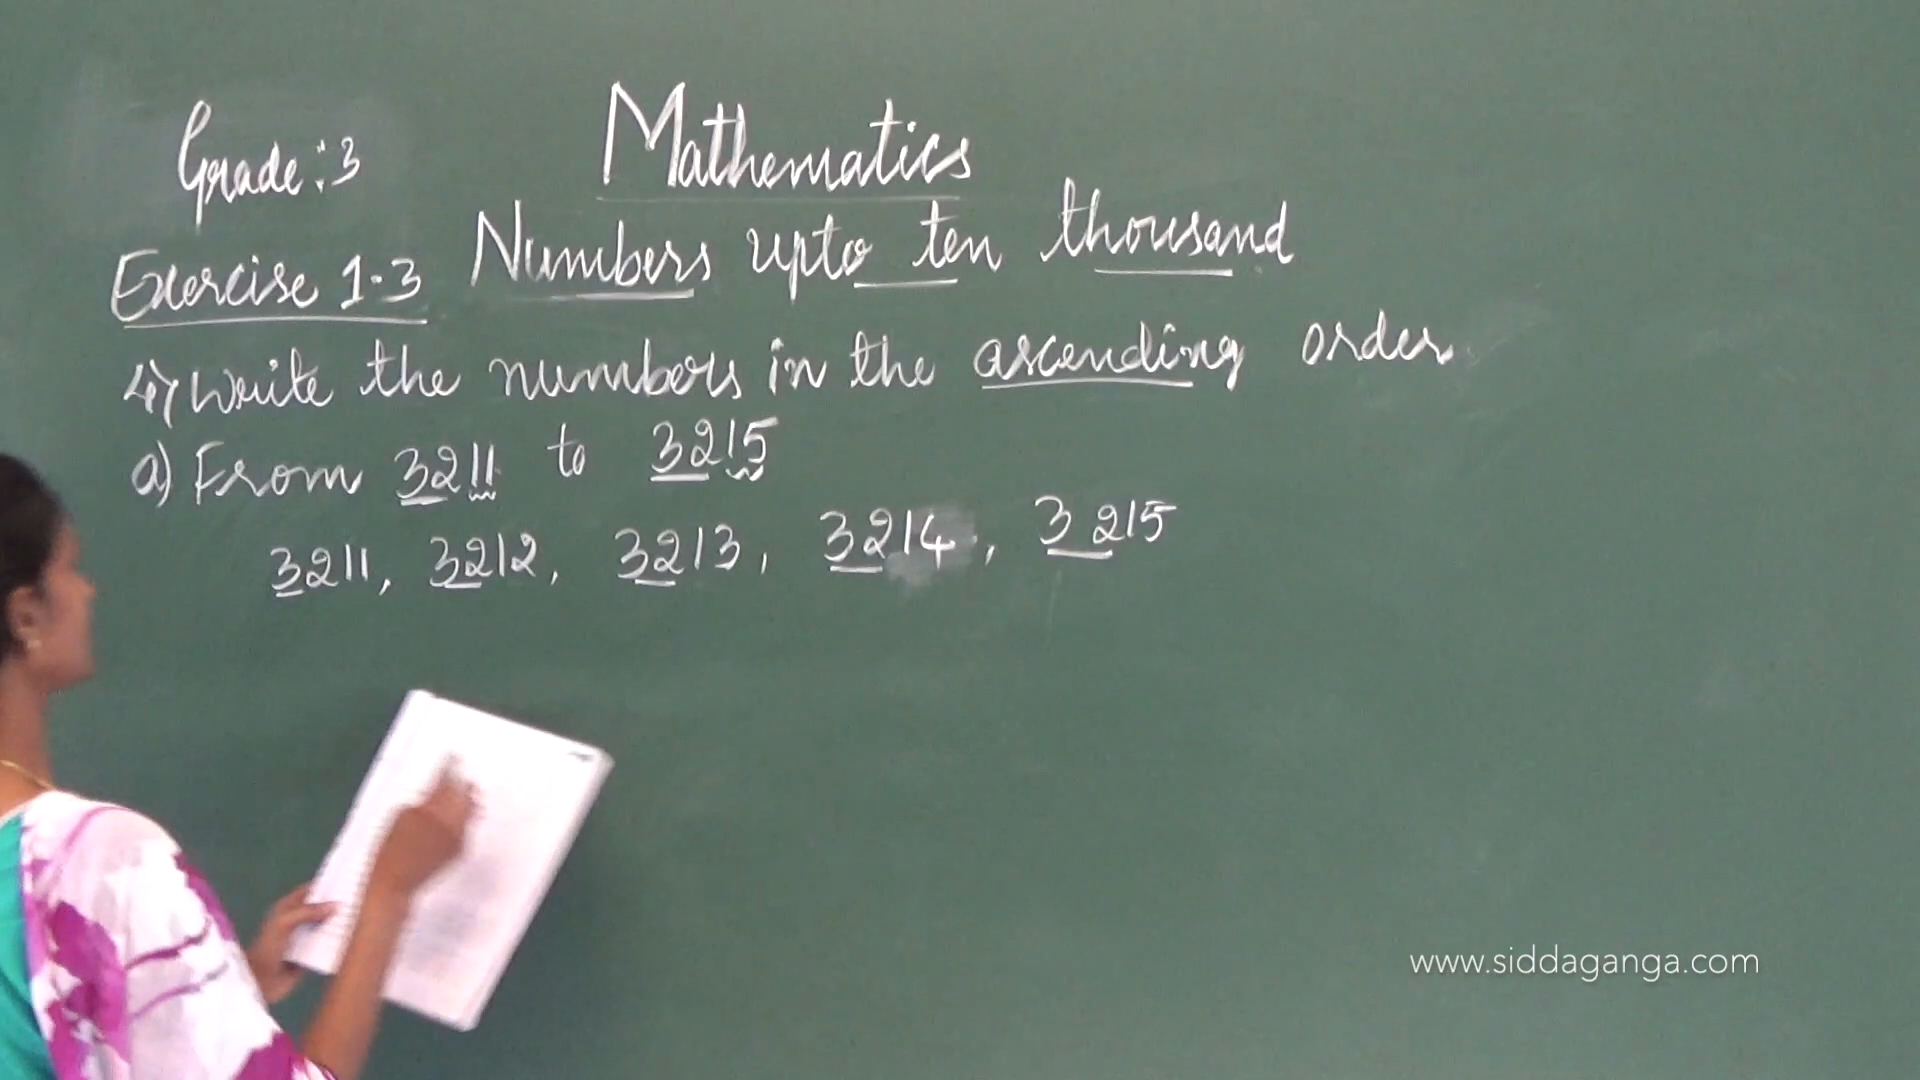 Grade: 3
Mathematics
Exercise 1.3
Numbers upto ten thousand
4) Write the numbers in the ascending order
a) From 3211 to 3215
3211, 3212, 3213, 3214, 3215
www.siddaganga.com